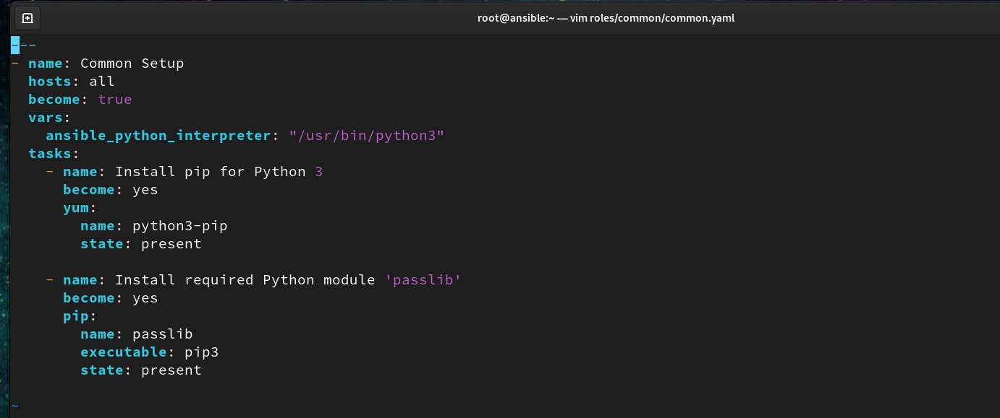 root@ansible:~ — vim roles/common/common.yaml
---
- name: Common Setup
  hosts: all
  become: true
  vars:
    ansible_python_interpreter: "/usr/bin/python3"
  tasks:
    - name: Install pip for Python 3
      become: yes
      yum:
        name: python3-pip
        state: present

    - name: Install required Python module 'passlib'
      become: yes
      pip:
        name: passlib
        executable: pip3
        state: present

~